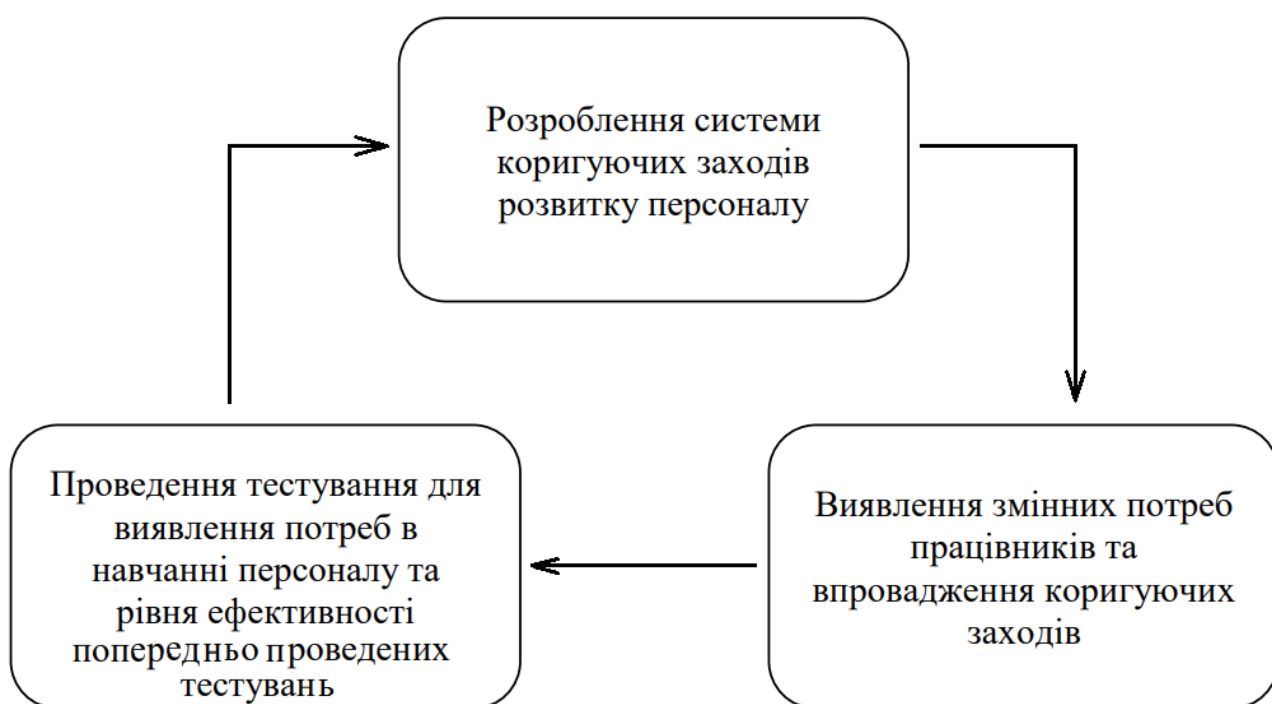 Розроблення системи
коригуючих заходів
розвитку персоналу
Проведення тестування для
виявлення потреб в
навчанні персоналу та
рівня ефективності
попередньо проведених
тестувань
Виявлення змінних потреб
працівників та
впровадження коригуючих
заходів